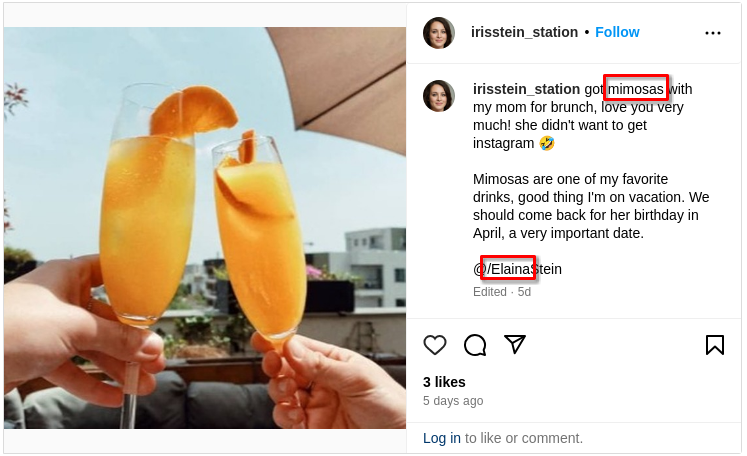 irisstein_station • Follow
irisstein_station got mimosas with
my mom for brunch, love you very
much! she didn't want to get
instagram 🤣
Mimosas are one of my favorite
drinks, good thing I'm on vacation. We
should come back for her birthday in
April, a very important date.
@/ElainaStein
Edited · 5d
3 likes
5 days ago
Log in to like or comment.